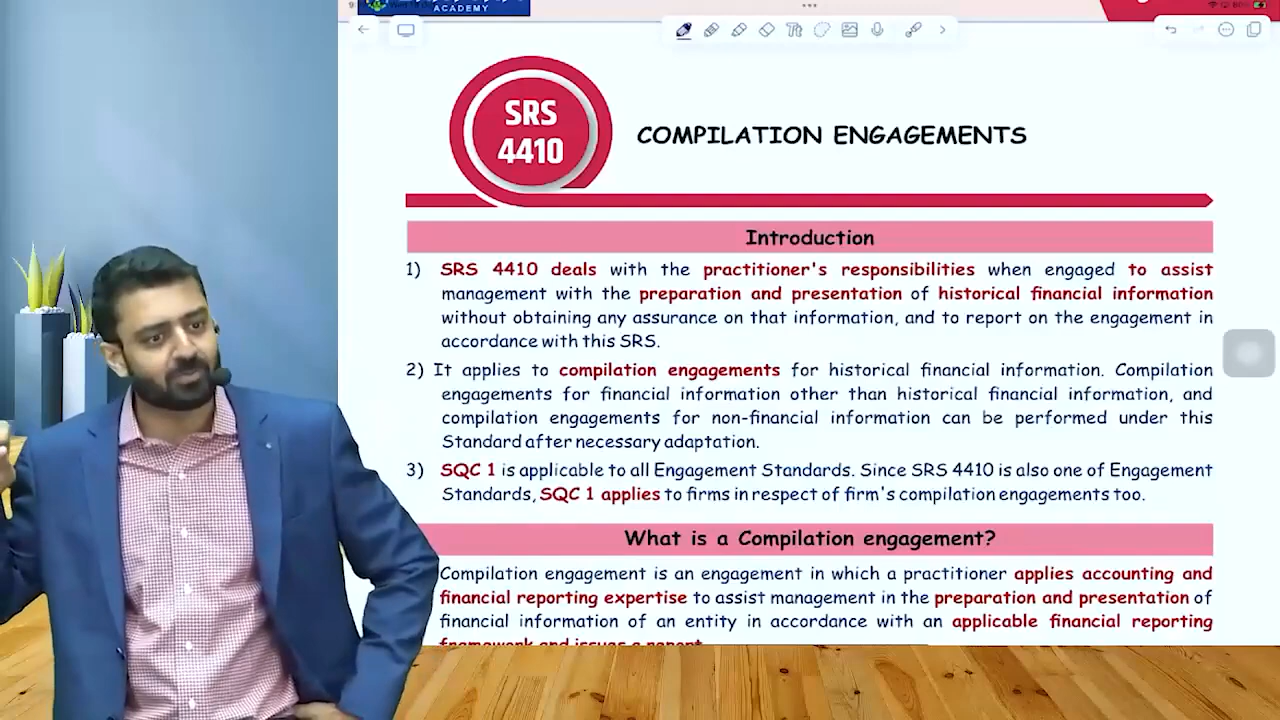 ACADEMY
SRS
4410
COMPILATION ENGAGEMENTS
Introduction
1) SRS 4410 deals with the practitioner's responsibilities when engaged to assist
management with the preparation and presentation of historical financial information
without obtaining any assurance on that information, and to report on the engagement in
accordance with this SRS.
2) It applies to compilation engagements for historical financial information. Compilation
engagements for financial information other than historical financial information, and
compilation engagements for non-financial information can be performed under this
Standard after necessary adaptation.
3) SQC 1 is applicable to all Engagement Standards. Since SRS 4410 is also one of Engagement
Standards, SQC 1 applies to firms in respect of firm's compilation engagements too.
What is a Compilation engagement?
Compilation engagement is an engagement in which a practitioner applies accounting and
financial reporting expertise to assist management in the preparation and presentation of
financial information of an entity in accordance with an applicable financial reporting
framework and issues a report.